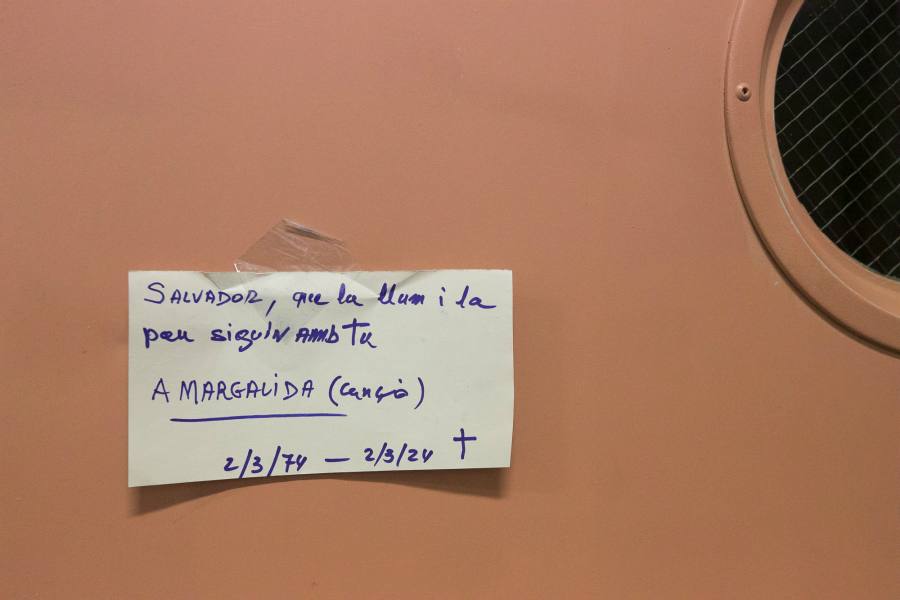 SALVADOR, que la llum i la
pau siguin AMB TU
A MARGALIDA (cançó)
2/3/74 — 2/3/24 †